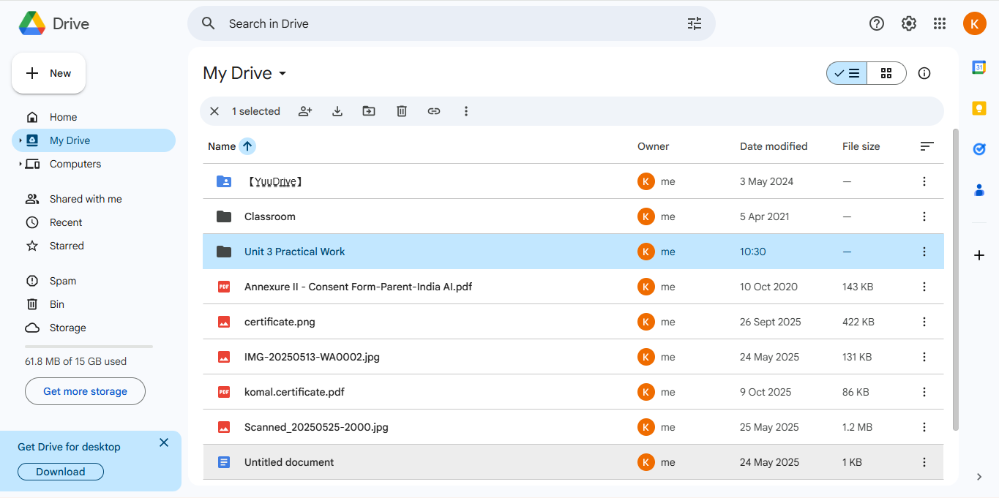 Drive
Search in Drive
K
New
Home
My Drive
Computers
Shared with me
Recent
Starred
Spam
Bin
Storage
61.8 MB of 15 GB used
Get more storage
Get Drive for desktop
Download
My Drive
1 selected
Name Owner Date modified File size
【Y̤̮ṳ̮ṳ̮D̤̮r̤̮i̤̮v̤̮e̤̮】 K me 3 May 2024 —
Classroom K me 5 Apr 2021 —
Unit 3 Practical Work K me 10:30 —
PDF Annexure II - Consent Form-Parent-India AI.pdf K me 10 Oct 2020 143 KB
certificate.png K me 26 Sept 2025 422 KB
IMG-20250513-WA0002.jpg K me 24 May 2025 131 KB
PDF komal.certificate.pdf K me 9 Oct 2025 86 KB
Scanned_20250525-2000.jpg K me 25 May 2025 1.2 MB
Untitled document K me 24 May 2025 1 KB
31